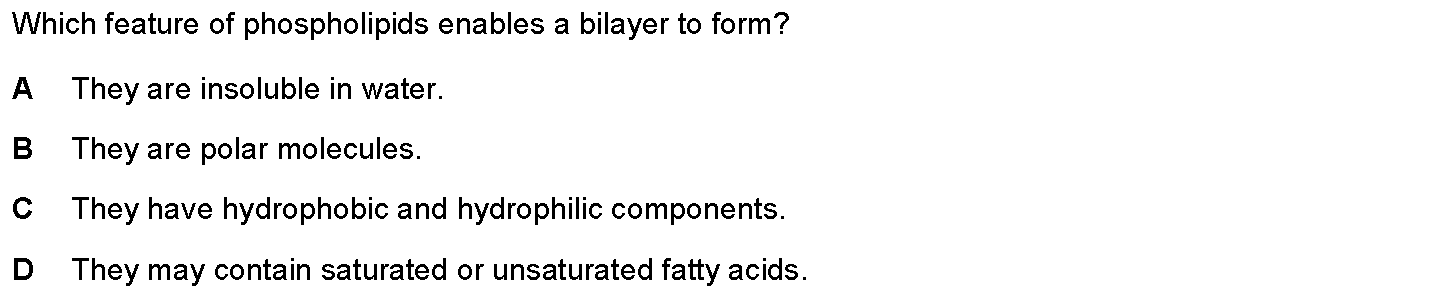 Which feature of phospholipids enables a bilayer to form?
A They are insoluble in water.
B They are polar molecules.
C They have hydrophobic and hydrophilic components.
D They may contain saturated or unsaturated fatty acids.